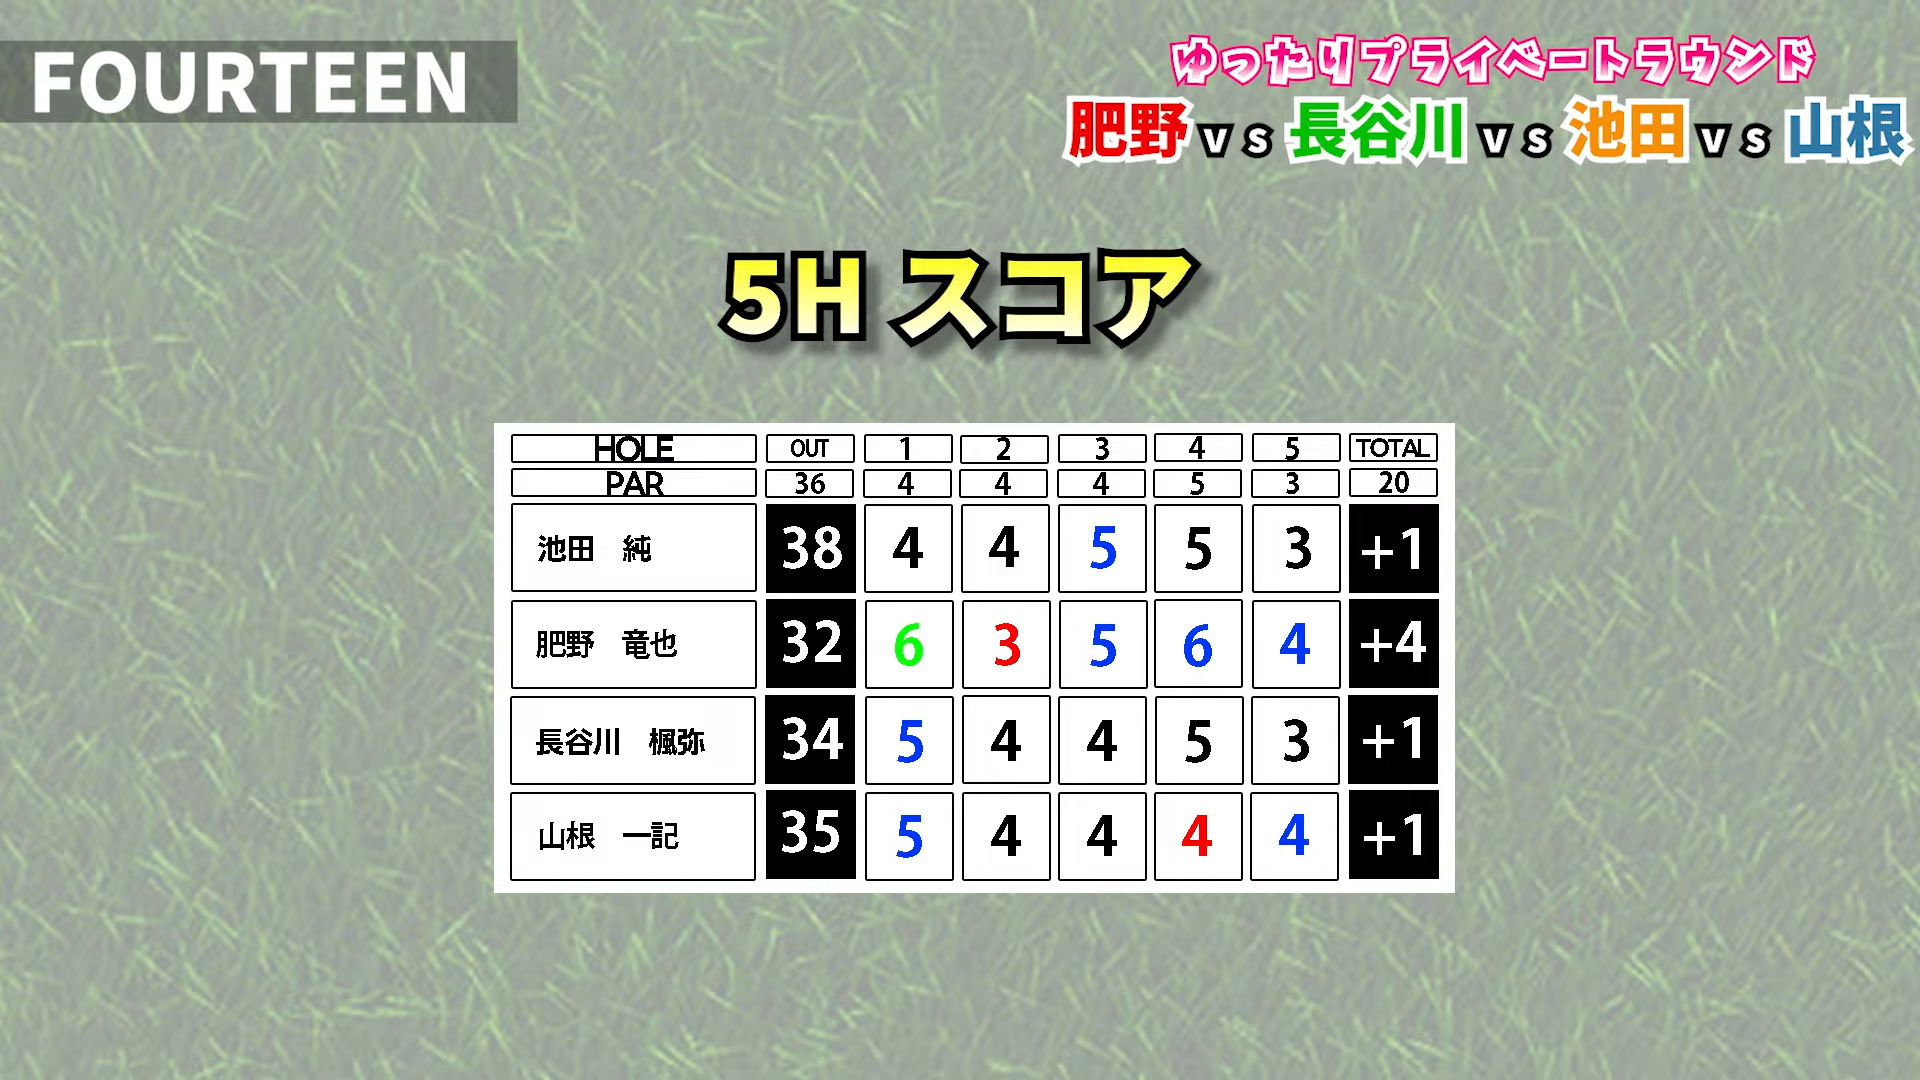 FOURTEEN
ゆったりプライベートラウンド
肥野vs長谷川vs池田vs山根
5H スコア
HOLE OUT 1 2 3 4 5 TOTAL
PAR 36 4 4 4 5 3 20
池田 純 38 4 4 5 5 3 +1
肥野 竜也 32 6 3 5 6 4 +4
長谷川 楓弥 34 5 4 4 5 3 +1
山根 一記 35 5 4 4 4 4 +1